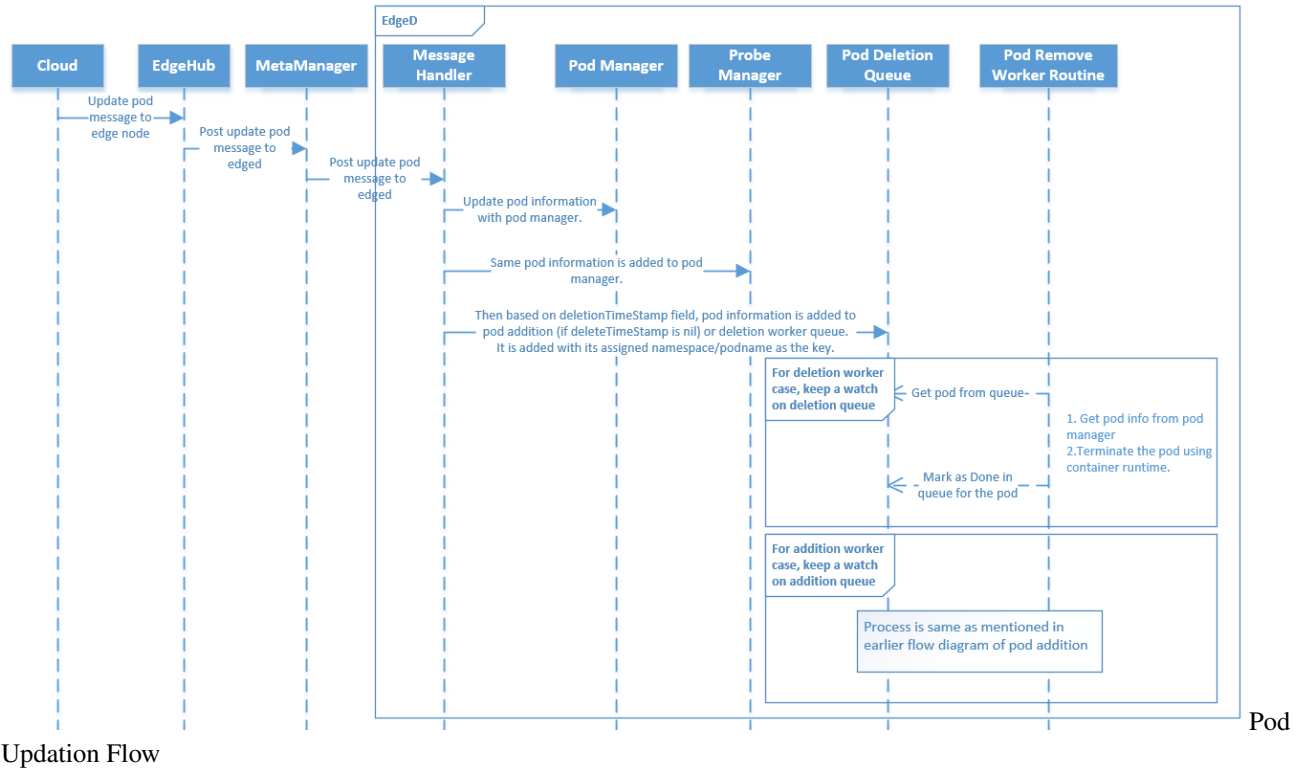 EdgeD
Cloud
EdgeHub
MetaManager
Message
Handler
Pod Manager
Probe
Manager
Pod Deletion
Queue
Pod Remove
Worker Routine
Update pod
message to
edge node
Post update pod
message to
edged
Post update pod
message to
edged
Update pod information
with pod manager.
Same pod information is added to pod
manager.
Then based on deletionTimeStamp field, pod information is added to
pod addition (if deleteTimeStamp is nil) or deletion worker queue.
It is added with its assigned namespace/podname as the key.
For deletion worker
case, keep a watch
on deletion queue
Get pod from queue
1. Get pod info from pod
manager
2.Terminate the pod using
container runtime.
Mark as Done in
queue for the pod
For addition worker
case, keep a watch
on addition queue
Process is same as mentioned in
earlier flow diagram of pod addition
Pod
Updation Flow